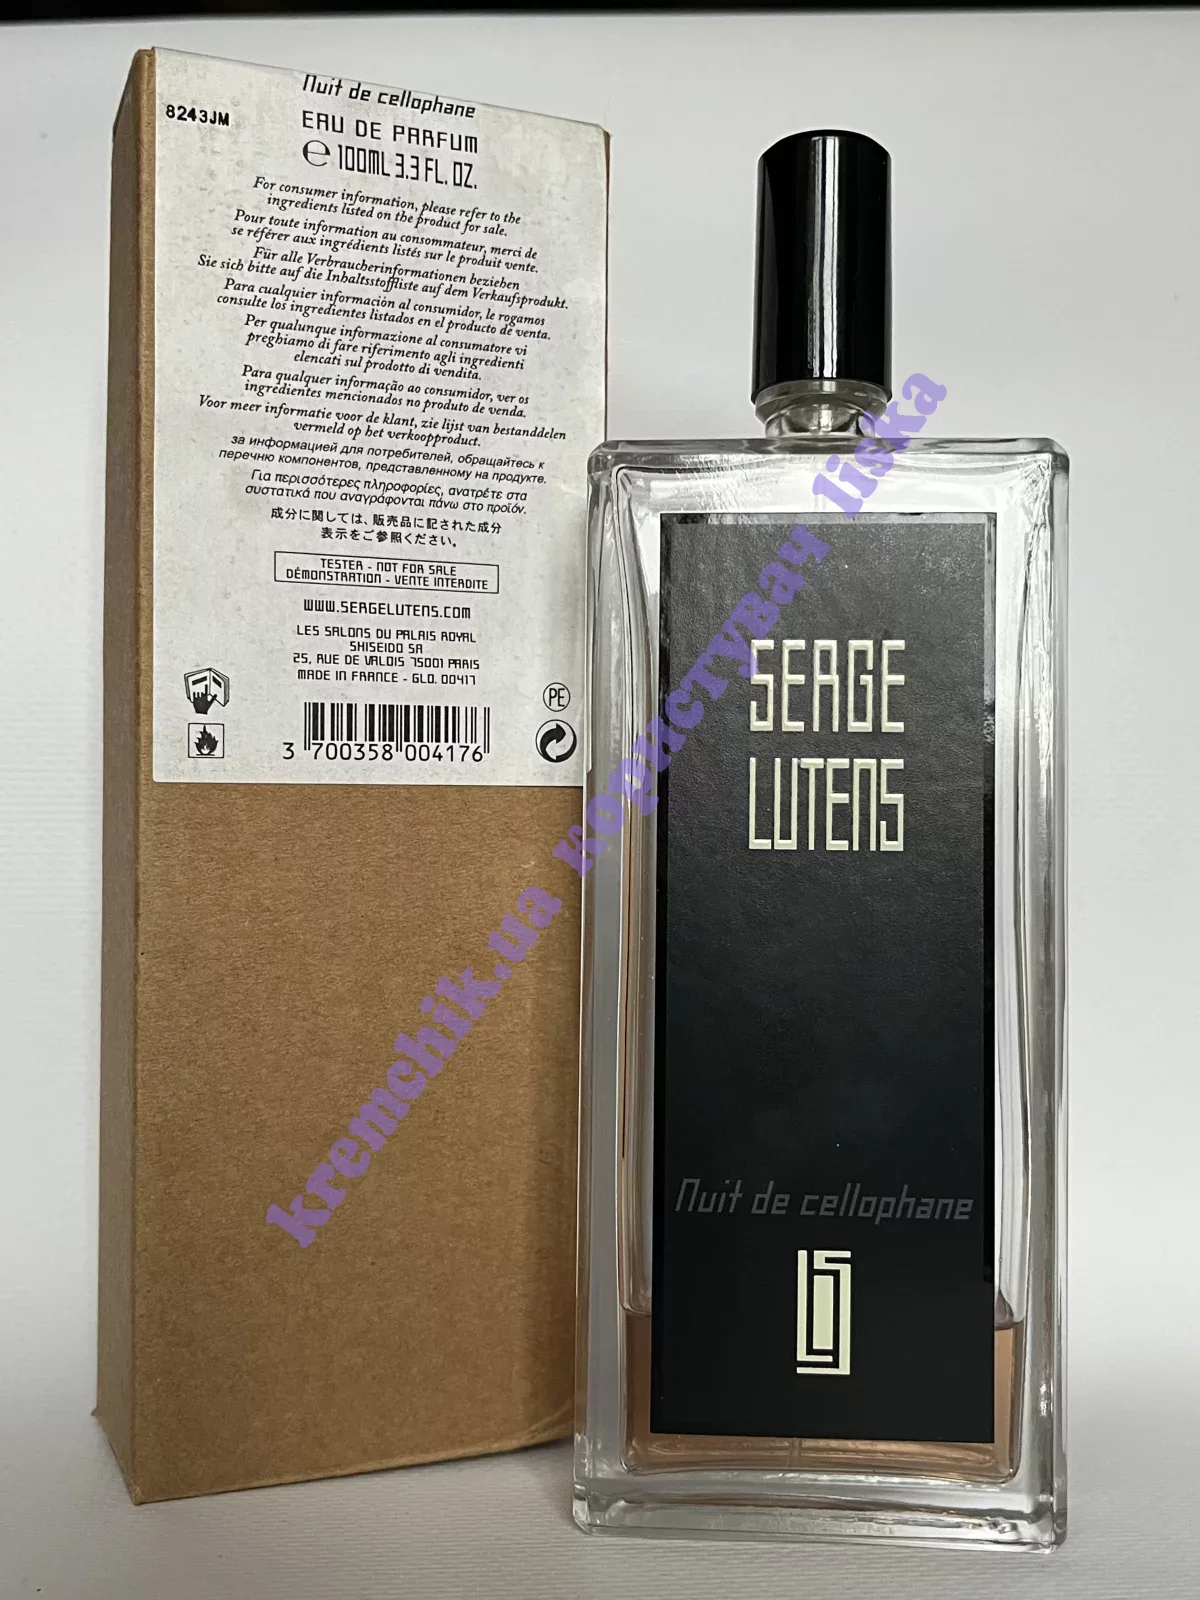 Nuit de cellophane
8243JM
EAU DE PARFUM
℮ 100ML 3.3 FL. OZ.
For consumer information, please refer to the
ingredients listed on the product for sale.
Pour toute information au consommateur, merci de
se référer aux ingrédients listés sur le produit vente.
Für alle Verbraucherinformationen beziehen
Sie sich bitte auf die Inhaltsstoffliste auf dem Verkaufsprodukt.
Para cualquier información al consumidor, le rogamos
consulte los ingredientes listados en el producto de venta.
Per qualunque informazione al consumatore vi
preghiamo di fare riferimento agli ingredienti
elencati sul prodotto di vendita.
Para qualquer informação ao consumidor, ver os
ingredientes mencionados no produto de venda.
Voor meer informatie voor de klant, zie lijst van bestanddelen
vermeld op het verkoopproduct.
за информацией для потребителей, обращайтесь к
перечню компонентов, представленному на продукте.
Για περισσότερες πληροφορίες, ανατρέτε στα
συστατικά που αναγράφονται πάνω στο προϊόν.
成分に関しては、販売品に記された成分
表示をご参照ください。
TESTER - NOT FOR SALE
DÉMONSTRATION - VENTE INTERDITE
WWW.SERGELUTENS.COM
LES SALONS DU PALAIS ROYAL
SHISEIDO SA
25, RUE DE VALOIS 75001 PARIS
MADE IN FRANCE - GLO. 00417
PE
3 700358 004176
SERGE
LUTENS
Nuit de cellophane
kremchik.ua користувач liska